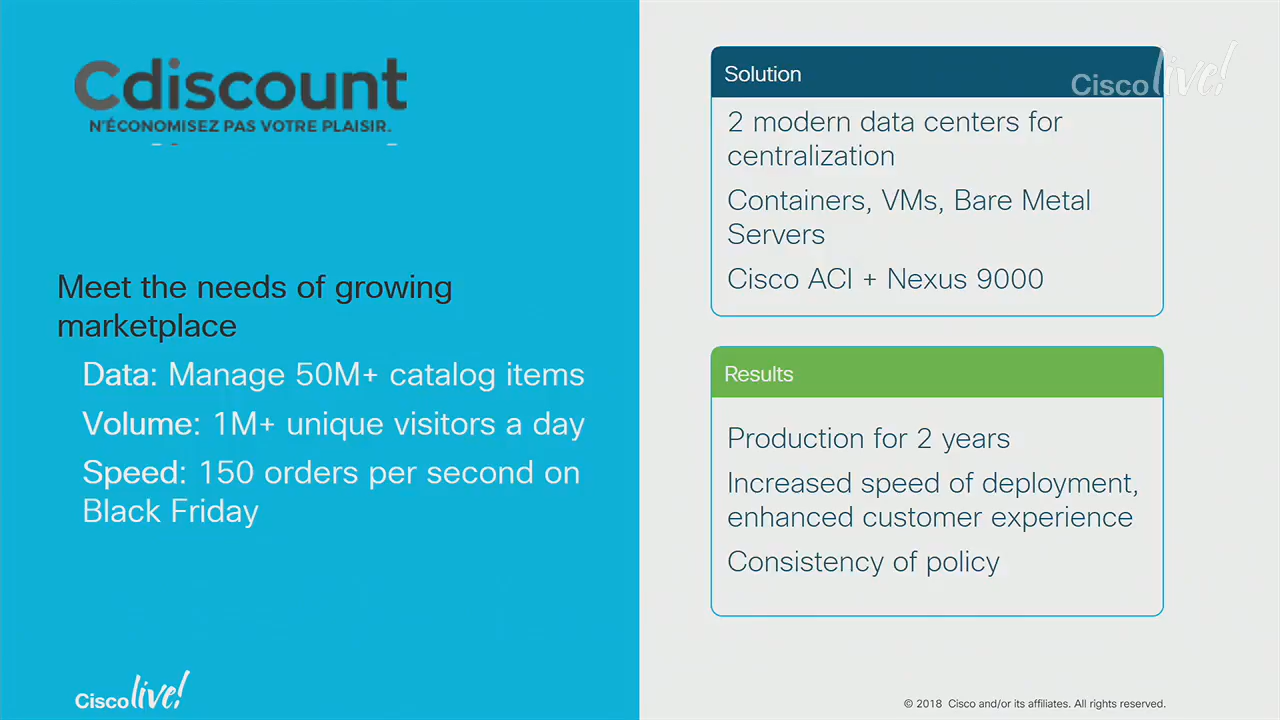 Cdiscount
N'ÉCONOMISEZ PAS VOTRE PLAISIR.
Meet the needs of growing
marketplace
Data: Manage 50M+ catalog items
Volume: 1M+ unique visitors a day
Speed: 150 orders per second on
Black Friday
Cisco live!
Solution
Cisco live!
2 modern data centers for
centralization
Containers, VMs, Bare Metal
Servers
Cisco ACI + Nexus 9000
Results
Production for 2 years
Increased speed of deployment,
enhanced customer experience
Consistency of policy
© 2018 Cisco and/or its affiliates. All rights reserved.